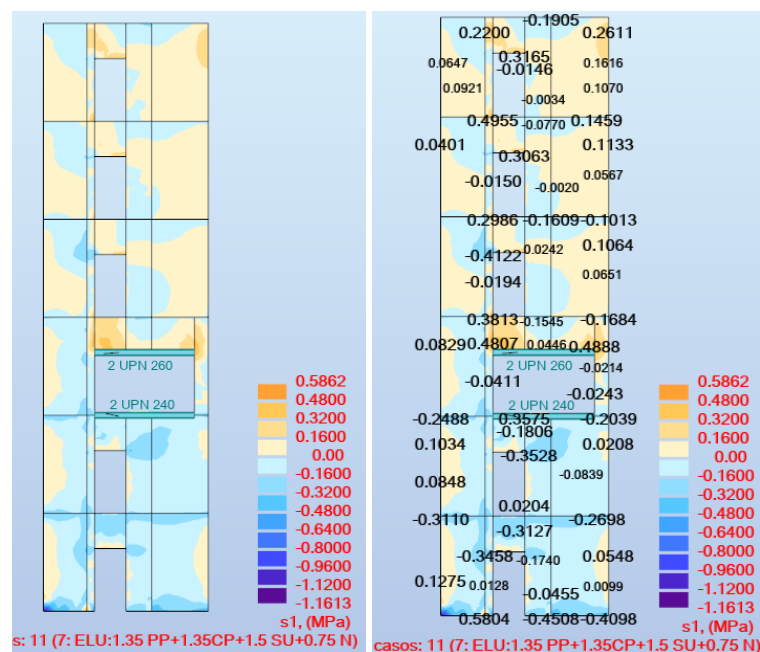 2 UPN 260
2 UPN 240
0.5862
0.4800
0.3200
0.1600
0.00
-0.1600
-0.3200
-0.4800
-0.6400
-0.8000
-0.9600
-1.1200
-1.1613
s1, (MPa)
s: 11 (7: ELU:1.35 PP+1.35CP+1.5 SU+0.75 N)
-0.1905
0.2200 0.2611
0.3165
0.0647 -0.0146 0.1616
0.0921 -0.0034 0.1070
0.4955 -0.0770 0.1459
0.0401 0.1133
0.3063
-0.0150 -0.0020 0.0567
0.2986 -0.1609 -0.1013
-0.4122 0.0242 0.1064
-0.0194 0.0651
0.3813 -0.1545 -0.1684
0.0829 0.4807 0.0446 0.4888
2 UPN 260 -0.0214
-0.0411
-0.0243
2 UPN 240
-0.2488 0.3575 -0.2039
-0.1806
0.1034 0.0208
-0.3528
0.0848 -0.0839
0.0204
-0.3110 -0.2698
-0.3127
-0.3458 -0.1740 0.0548
0.1275 0.0128 -0.0455 0.0099
0.5804 -0.4508 -0.4098
0.5862
0.4800
0.3200
0.1600
0.00
-0.1600
-0.3200
-0.4800
-0.6400
-0.8000
-0.9600
-1.1200
-1.1613
s1, (MPa)
casos: 11 (7: ELU:1.35 PP+1.35CP+1.5 SU+0.75 N)